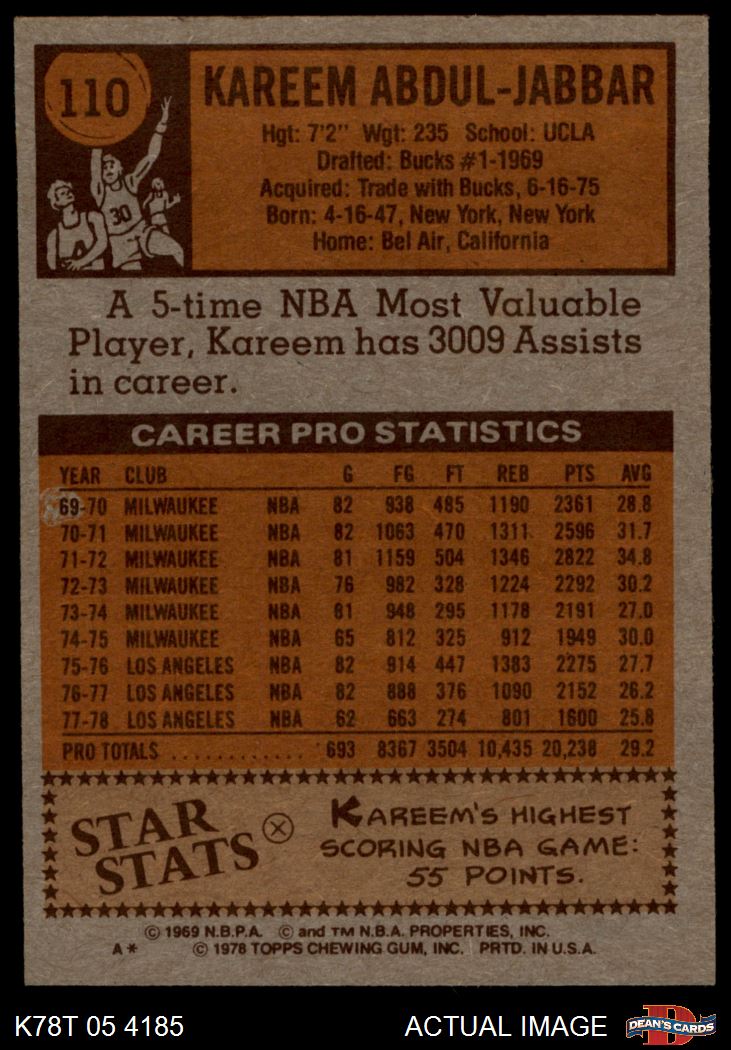 110
KAREEM ABDUL-JABBAR
Hgt: 7'2" Wgt: 235 School: UCLA
Drafted: Bucks #1-1969
Acquired: Trade with Bucks, 6-16-75
Born: 4-16-47, New York, New York
Home: Bel Air, California
30
A 5-time NBA Most Valuable
Player, Kareem has 3009 Assists
in career.
CAREER PRO STATISTICS
YEAR CLUB G FG FT REB PTS AVG
69-70 MILWAUKEE NBA 82 938 485 1190 2361 28.8
70-71 MILWAUKEE NBA 82 1063 470 1311 2596 31.7
71-72 MILWAUKEE NBA 81 1159 504 1346 2822 34.8
72-73 MILWAUKEE NBA 76 982 328 1224 2292 30.2
73-74 MILWAUKEE NBA 81 948 295 1178 2191 27.0
74-75 MILWAUKEE NBA 65 812 325 912 1949 30.0
75-76 LOS ANGELES NBA 82 914 447 1383 2275 27.7
76-77 LOS ANGELES NBA 82 888 376 1090 2152 26.2
77-78 LOS ANGELES NBA 62 663 274 801 1600 25.8
PRO TOTALS ............ 693 8367 3504 10,435 20,238 29.2
STAR
STATS
KAREEM'S HIGHEST
SCORING NBA GAME:
55 POINTS.
© 1969 N.B.P.A. © and TM N.B.A. PROPERTIES, INC.
A* © 1978 TOPPS CHEWING GUM, INC. PRTD. IN U.S.A.
K78T 05 4185 ACTUAL IMAGE DEAN'S CARDS